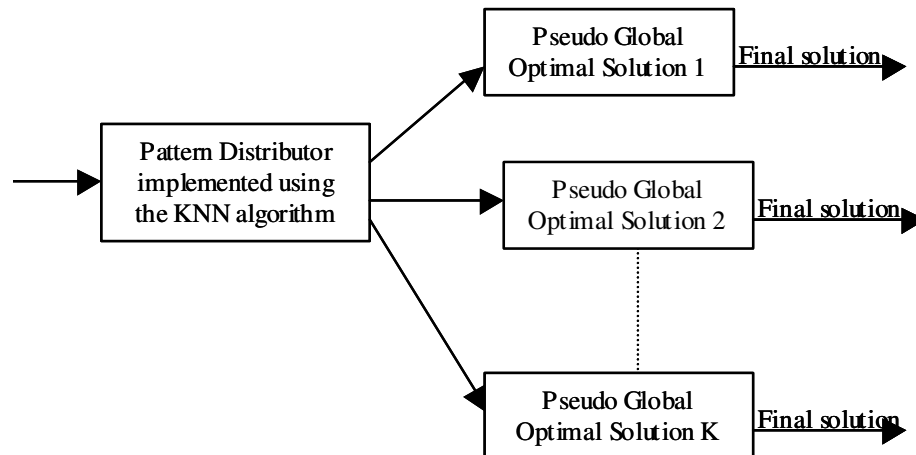 Pseudo Global
Optimal Solution 1
Final solution
Pattern Distributor
implemented using
the KNN algorithm
Pseudo Global
Optimal Solution 2
Final solution
Pseudo Global
Optimal Solution K
Final solution